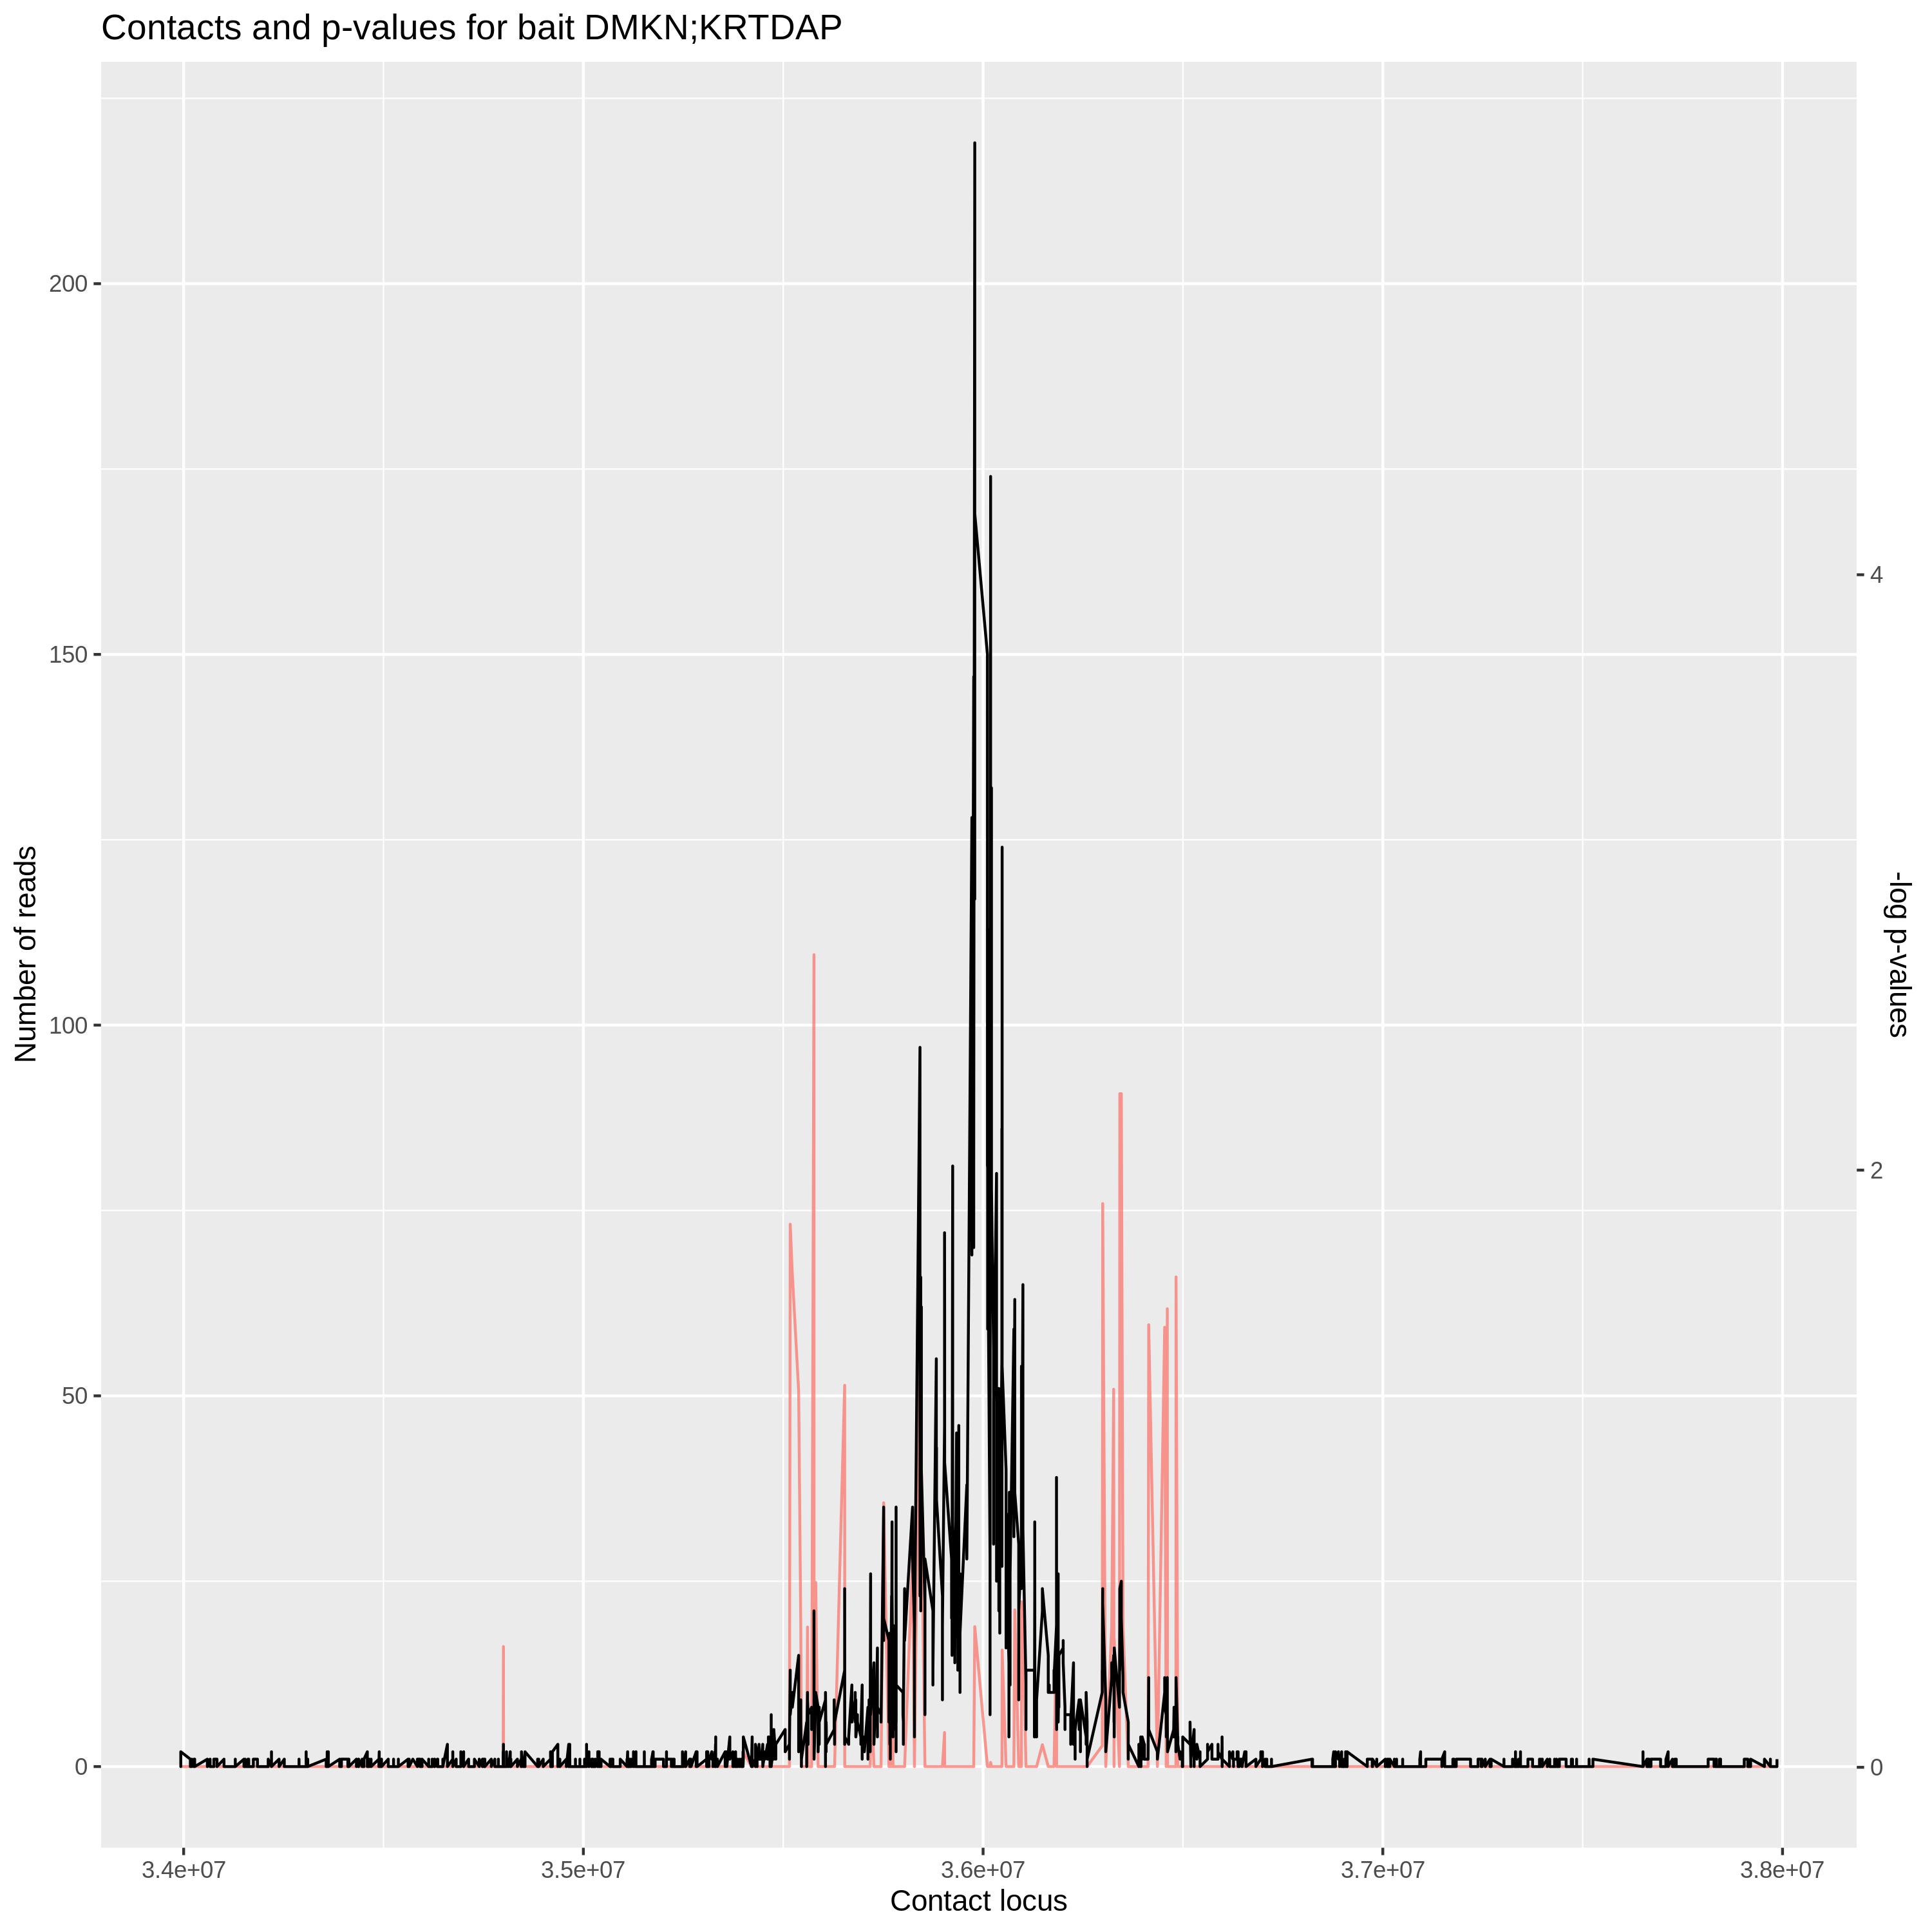 Contacts and p-values for bait DMKN;KRTDAP
200
150
100
50
0
Number of reads
4
2
0
-log p-values
3.4e+07
3.5e+07
3.6e+07
3.7e+07
3.8e+07
Contact locus